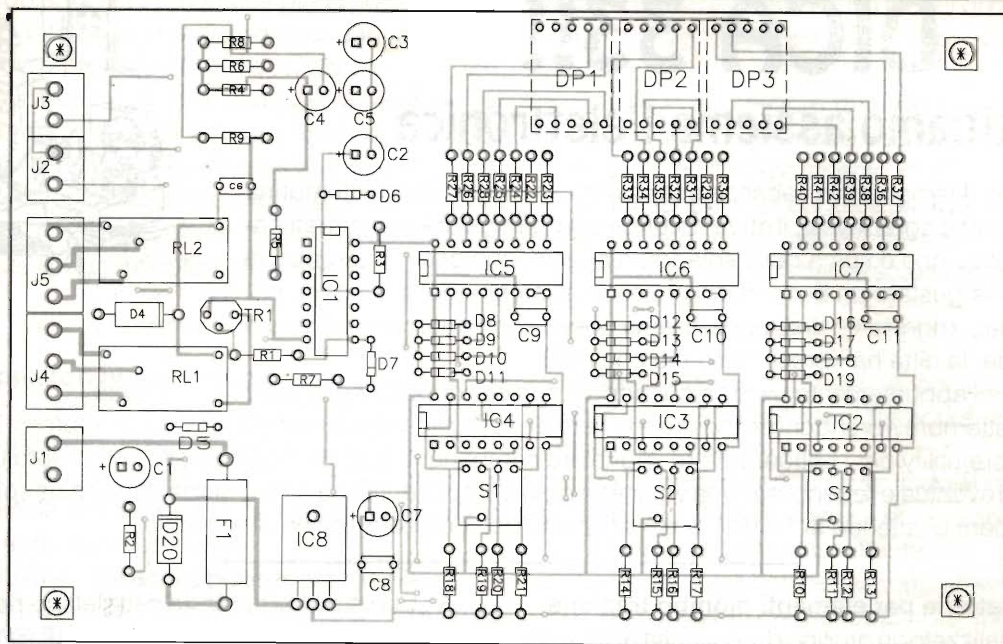 R8
C3
R6
R4
C4
C5
DP1
DP2
DP3
J3
J2
R9
C2
C6
D6
R27
R26
R28
R25
R24
R22
R23
R33
R34
R35
R32
R31
R29
R30
R40
R41
R42
R39
R38
R36
R37
J5
RL2
R5
IC1
R3
IC5
IC6
IC7
D4
TR1
C9
C10
C11
D8
D9
D10
D11
D12
D13
D14
D15
D16
D17
D18
D19
J4
RL1
R1
D7
R7
IC4
IC3
IC2
J1
D5
C1
S1
S2
S3
R2
D20
F1
IC8
C7
C8
R18
R19
R20
R21
R14
R15
R16
R17
R10
R11
R12
R13